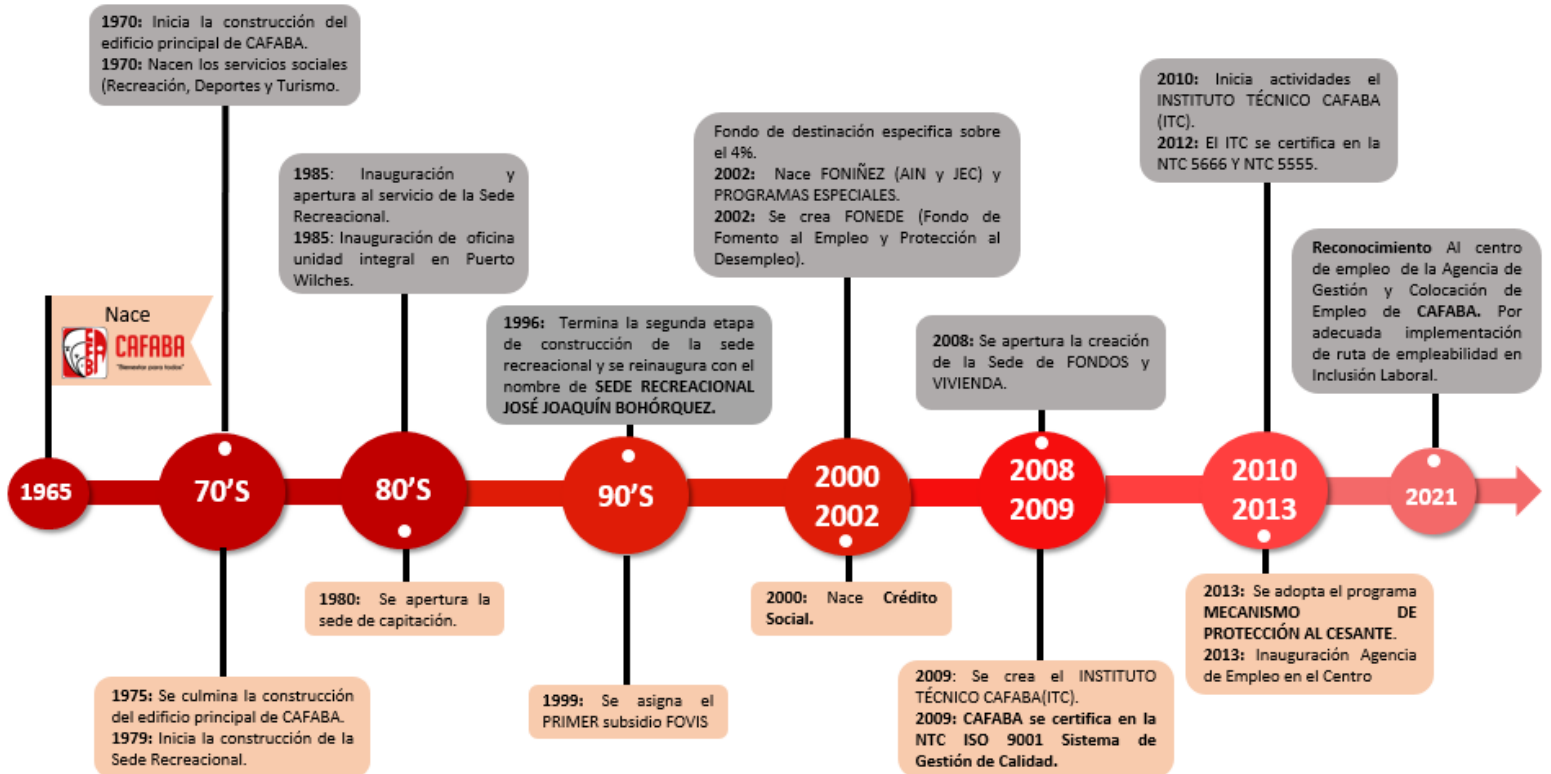 Nace
CAFABA
"Bienestar para todos"
1965
1970: Inicia la construcción del
edificio principal de CAFABA.
1970: Nacen los servicios sociales
(Recreación, Deportes y Turismo.
70'S
1975: Se culmina la construcción
del edificio principal de CAFABA.
1979: Inicia la construcción de la
Sede Recreacional.
1985: Inauguración y
apertura al servicio de la Sede
Recreacional.
1985: Inauguración de oficina
unidad integral en Puerto
Wilches.
80'S
1980: Se apertura la
sede de capitación.
1996: Termina la segunda etapa
de construcción de la sede
recreacional y se reinaugura con el
nombre de SEDE RECREACIONAL
JOSÉ JOAQUÍN BOHÓRQUEZ.
90'S
1999: Se asigna el
PRIMER subsidio FOVIS
Fondo de destinación especifica sobre
el 4%.
2002: Nace FONIÑEZ (AIN y JEC) y
PROGRAMAS ESPECIALES.
2002: Se crea FONEDE (Fondo de
Fomento al Empleo y Protección al
Desempleo).
2000
2002
2000: Nace Crédito
Social.
2008: Se apertura la creación
de la Sede de FONDOS y
VIVIENDA.
2008
2009
2009: Se crea el INSTITUTO
TÉCNICO CAFABA(ITC).
2009: CAFABA se certifica en la
NTC ISO 9001 Sistema de
Gestión de Calidad.
2010: Inicia actividades el
INSTITUTO TÉCNICO CAFABA
(ITC).
2012: El ITC se certifica en la
NTC 5666 Y NTC 5555.
2010
2013
2013: Se adopta el programa
MECANISMO DE
PROTECCIÓN AL CESANTE.
2013: Inauguración Agencia
de Empleo en el Centro
Reconocimiento Al centro
de empleo de la Agencia de
Gestión y Colocación de
Empleo de CAFABA. Por
adecuada implementación
de ruta de empleabilidad en
Inclusión Laboral.
2021